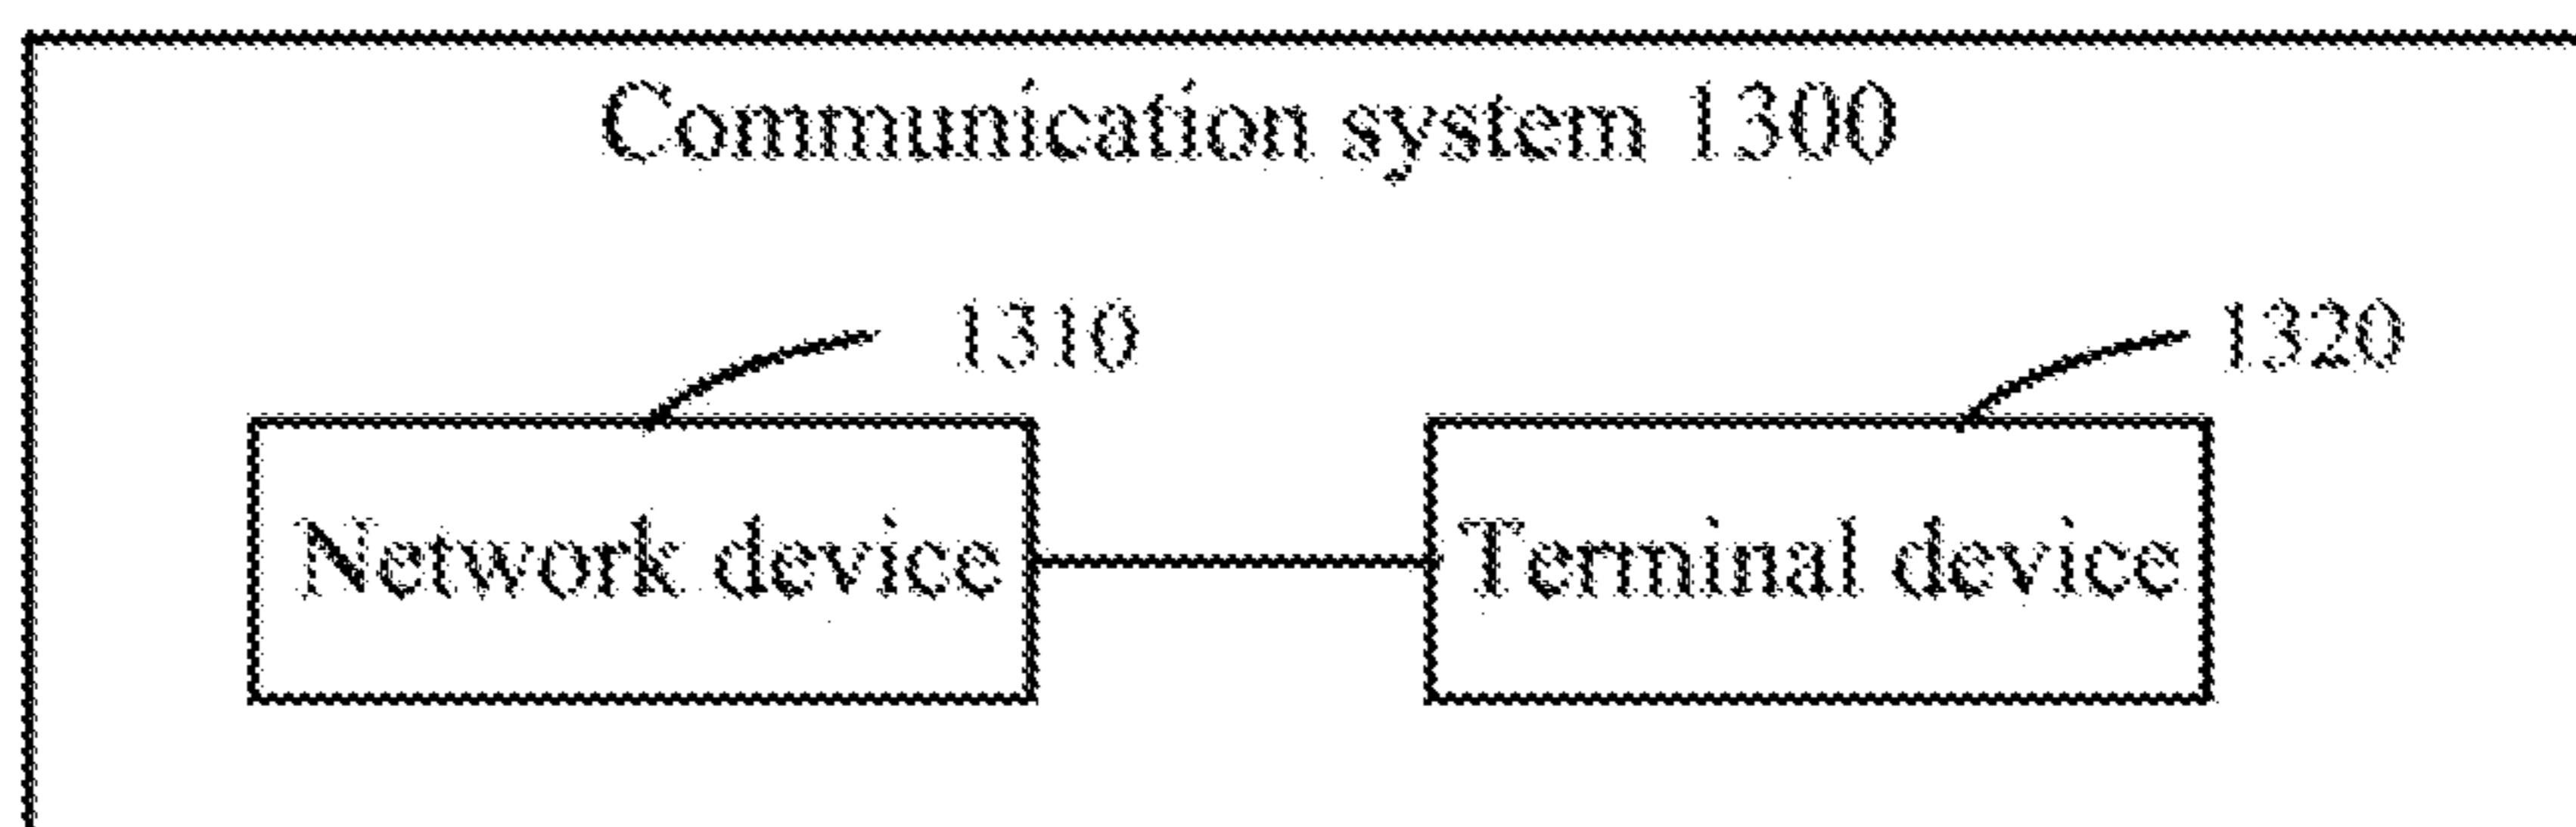 Communication system 1300
1310
1320
Network device
Terminal device